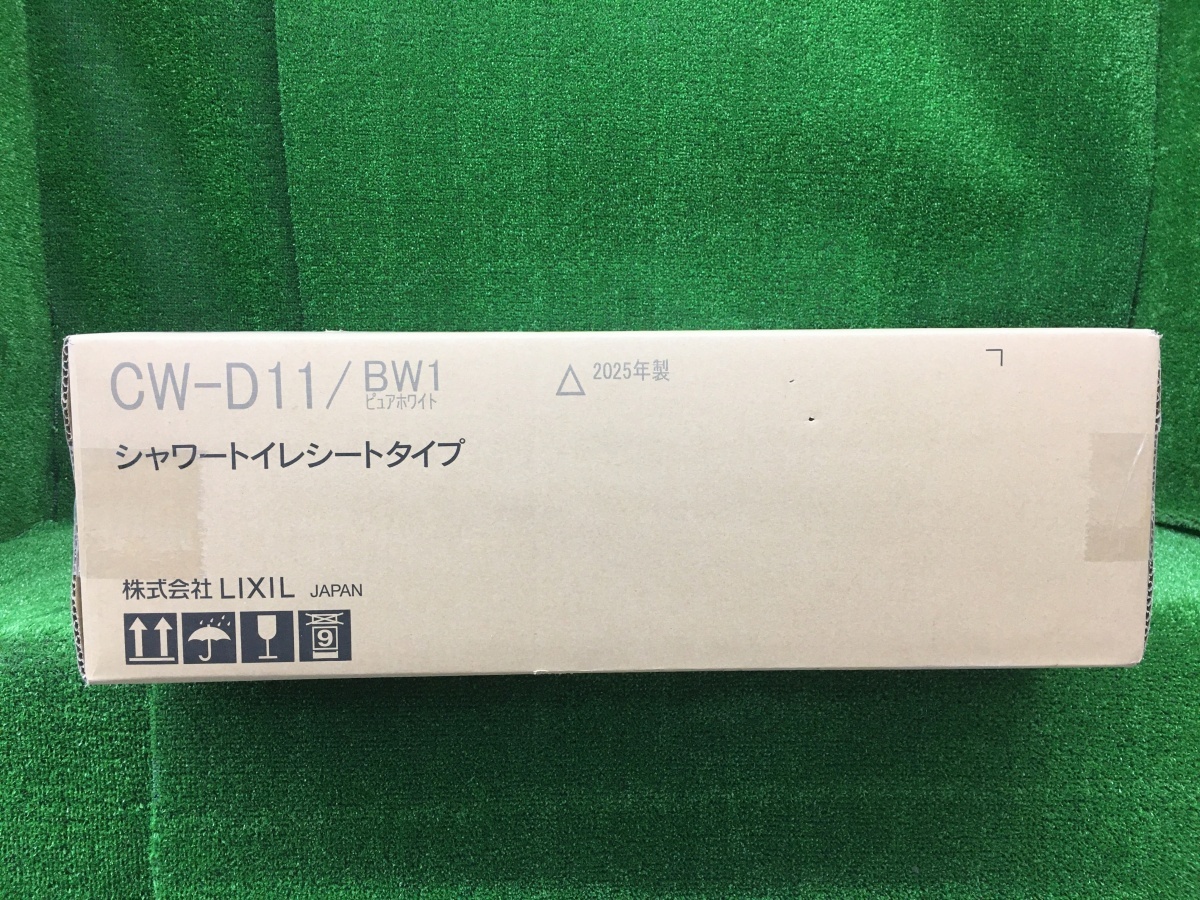 CW-D11/BW1
ピュアホワイト
2025年製
シャワートイレシートタイプ
株式会社 LIXIL JAPAN
9